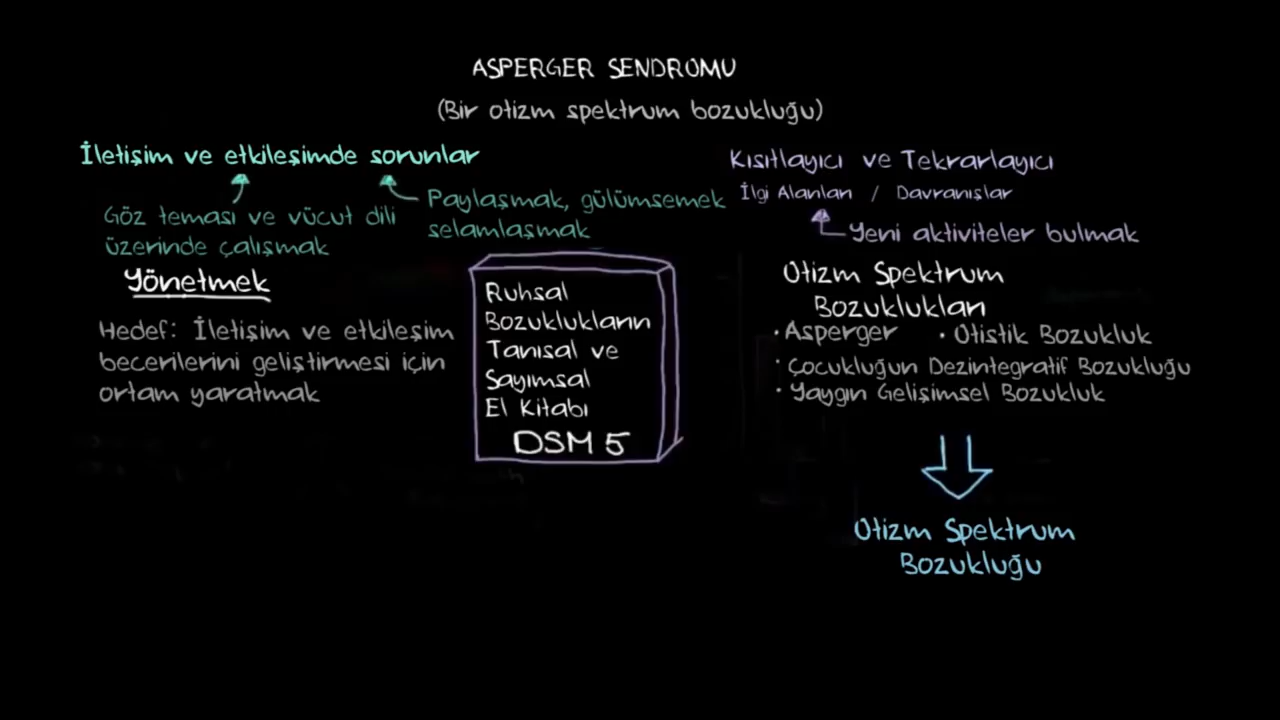 ASPERGER SENDROMU
(Bir otizm spektrum bozukluğu)
İletişim ve etkileşimde sorunlar
Göz teması ve vücut dili
üzerinde çalışmak
Paylaşmak, gülümsemek
selamlaşmak
Yönetmek
Hedef: İletişim ve etkileşim
becerilerini geliştirmesi için
ortam yaratmak
Ruhsal
Bozuklukların
Tanısal ve
Sayımsal
El Kitabı
DSM 5
Kısıtlayıcı ve Tekrarlayıcı
İlgi Alanları / Davranışlar
Yeni aktiviteler bulmak
Otizm Spektrum
Bozuklukları
• Asperger • Otistik Bozukluk
• Çocukluğun Dezintegratif Bozukluğu
• Yaygın Gelişimsel Bozukluk
Otizm Spektrum
Bozukluğu